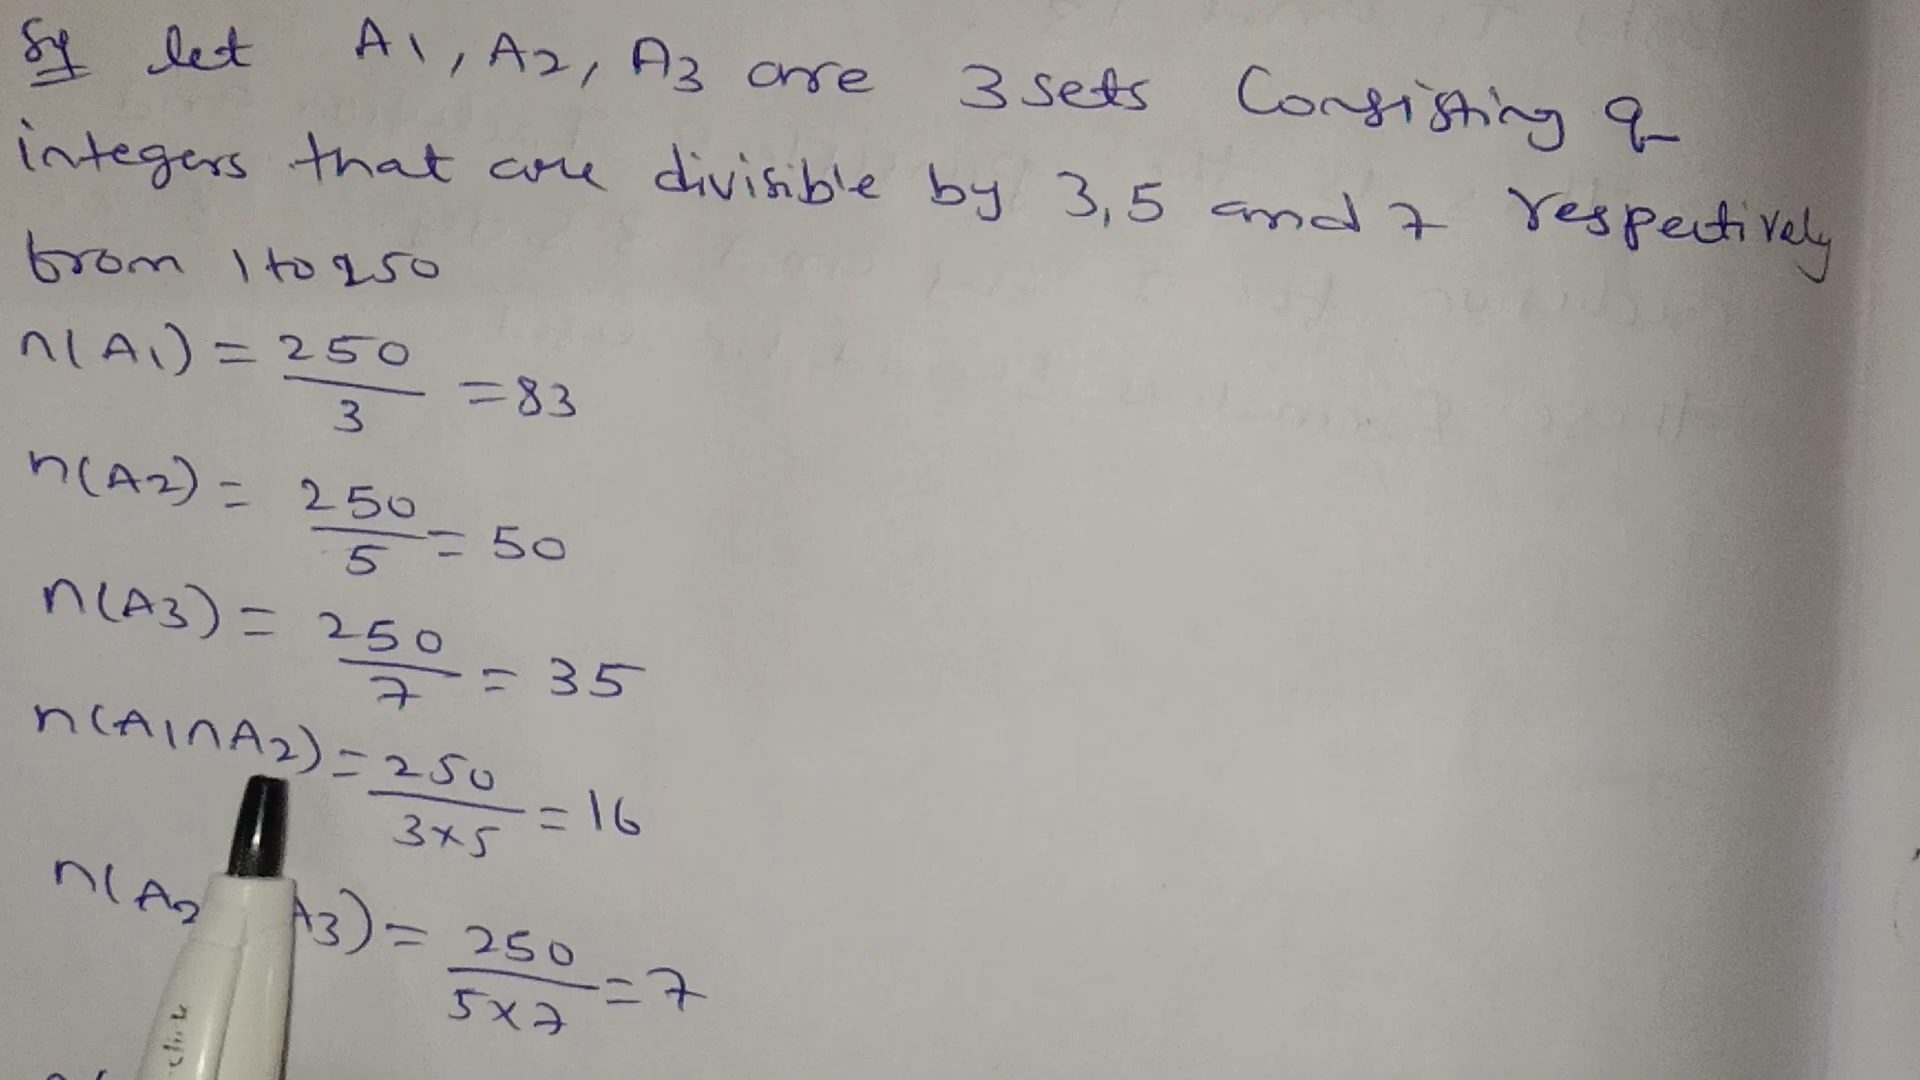 Sol let A1, A2, A3 are 3 sets Consisting of
integers that are divisible by 3, 5 and 7 respectively
from 1 to 250
n(A1) = 250/3 = 83
n(A2) = 250/5 = 50
n(A3) = 250/7 = 35
n(A1∩A2) = 250/3×5 = 16
n(A2 A3) = 250/5×7 = 7